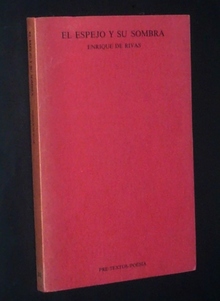 EL ESPEJO Y SU SOMBRA
ENRIQUE DE RIVAS
PRE-TEXTOS·POESIA